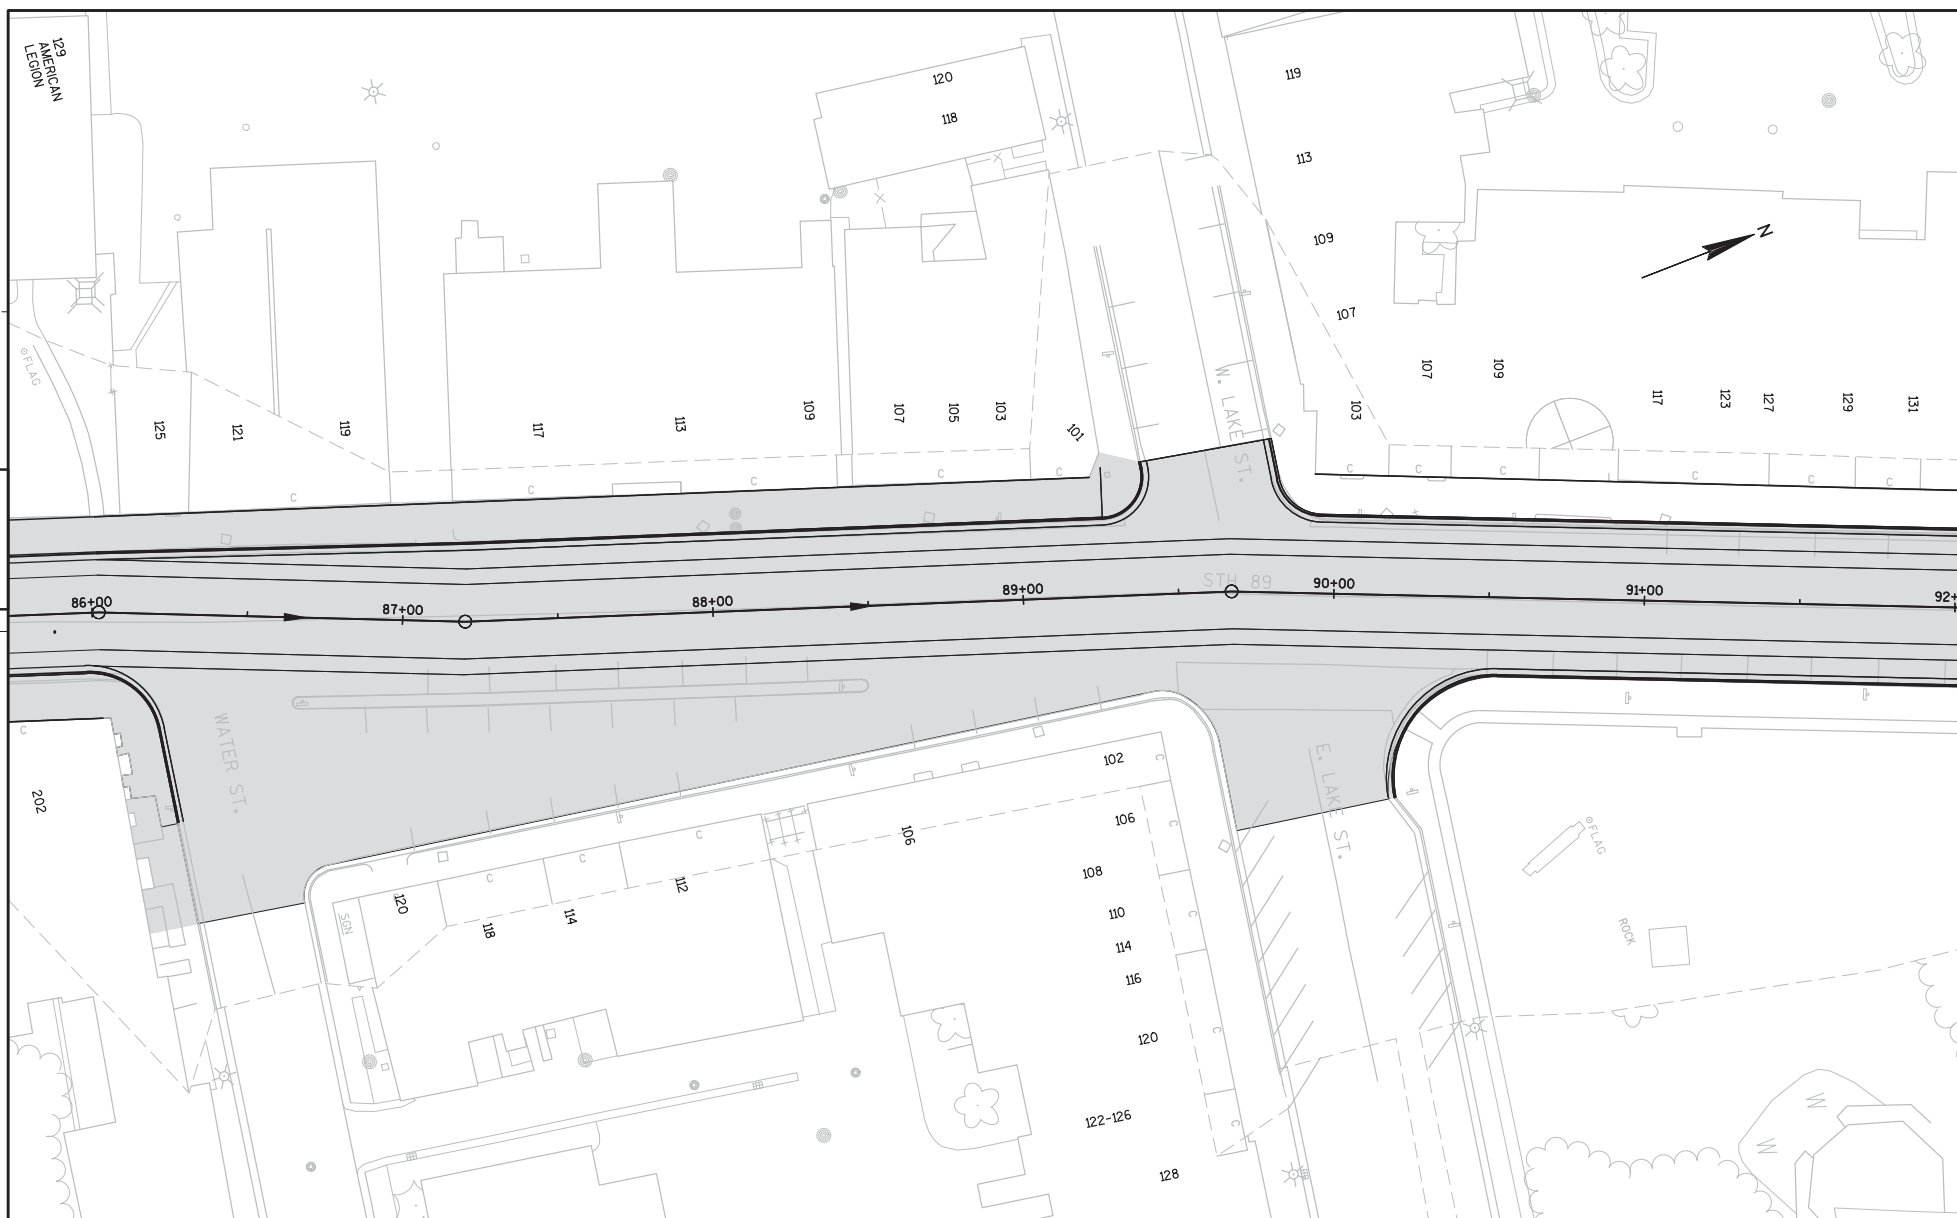 129
AMERICAN
LEGION
120
118
119
113
109
107
N
FLAG
125
121
119
117
113
109
107
105
103
101
W. LAKE ST.
103
107
109
117
123
127
129
131
C
C
C
C
C
C
C
C
C
C
STH 89
86+00
87+00
88+00
89+00
90+00
91+00
92+
C
202
WATER ST.
SGN
120
118
114
112
106
C
C
C
102
106
108
110
114
116
120
122-126
128
C
C
C
C
C
E. LAKE ST.
FLAG
ROCK
W
W